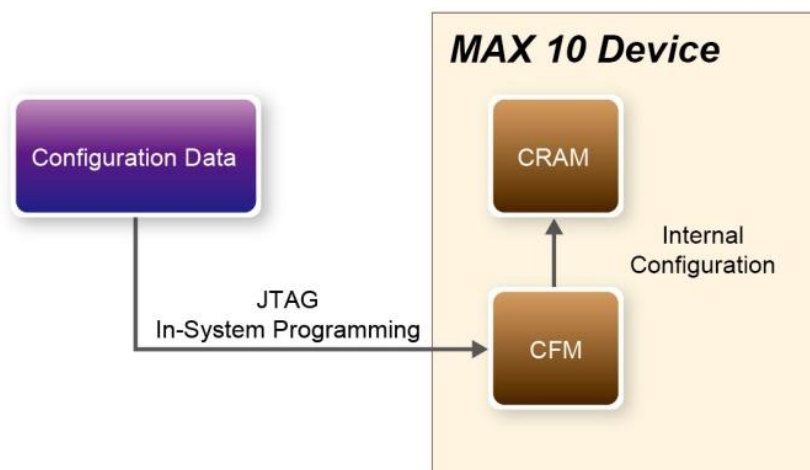 MAX 10 Device
Configuration Data
CRAM
Internal
Configuration
JTAG
In-System Programming
CFM